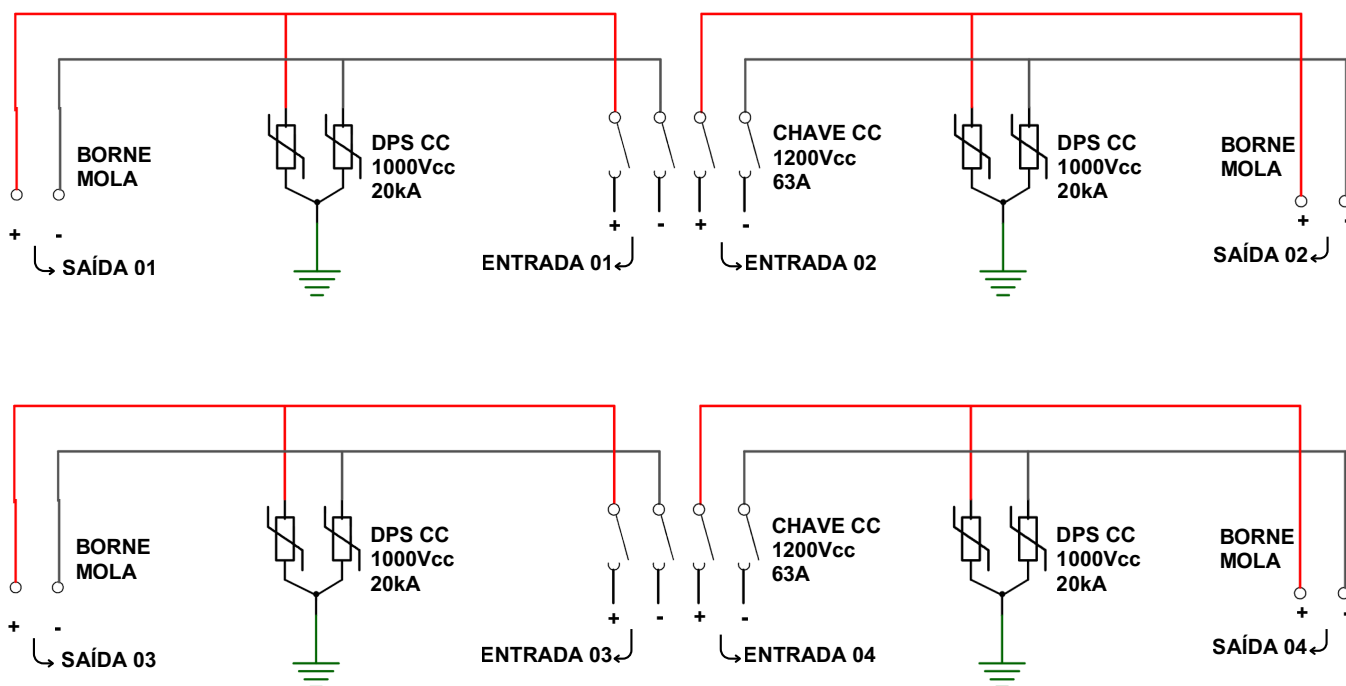 BORNE
MOLA
DPS CC
1000Vcc
20kA
CHAVE CC
1200Vcc
63A
DPS CC
1000Vcc
20kA
BORNE
MOLA
+ -
+ - + -
+ -
SAÍDA 01
ENTRADA 01
ENTRADA 02
SAÍDA 02
BORNE
MOLA
DPS CC
1000Vcc
20kA
CHAVE CC
1200Vcc
63A
DPS CC
1000Vcc
20kA
BORNE
MOLA
+ -
+ - + -
+ -
SAÍDA 03
ENTRADA 03
ENTRADA 04
SAÍDA 04